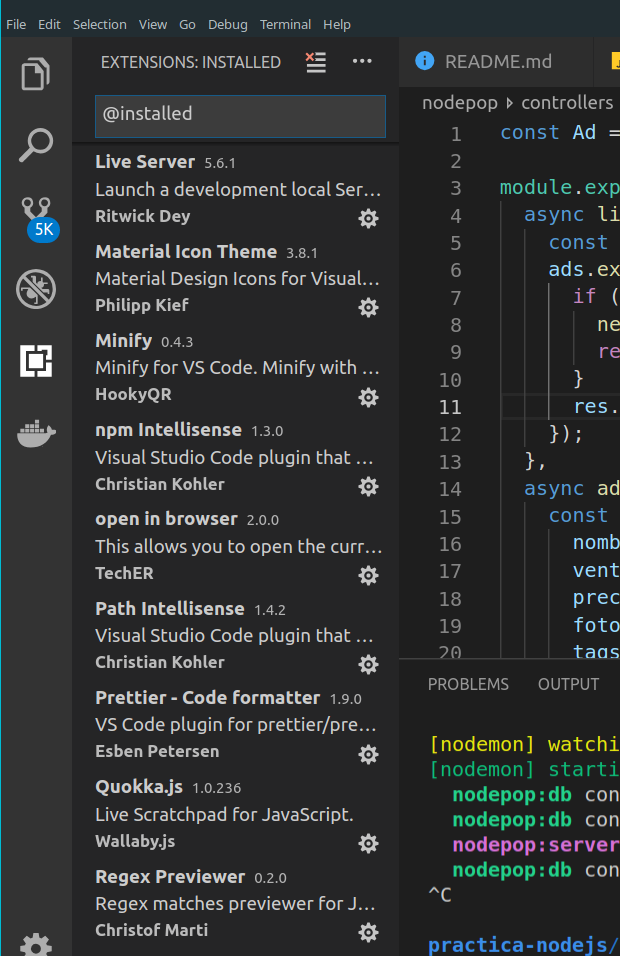 File Edit Selection View Go Debug Terminal Help
EXTENSIONS: INSTALLED
@installed
5K
Live Server 5.6.1
Launch a development local Ser...
Ritwick Dey
Material Icon Theme 3.8.1
Material Design Icons for Visual...
Philipp Kief
Minify 0.4.3
Minify for VS Code. Minify with ...
HookyQR
npm Intellisense 1.3.0
Visual Studio Code plugin that ...
Christian Kohler
open in browser 2.0.0
This allows you to open the curr...
TechER
Path Intellisense 1.4.2
Visual Studio Code plugin that ...
Christian Kohler
Prettier - Code formatter 1.9.0
VS Code plugin for prettier/pre...
Esben Petersen
Quokka.js 1.0.236
Live Scratchpad for JavaScript.
Wallaby.js
Regex Previewer 0.2.0
Regex matches previewer for J...
Christof Marti
README.md
nodepop controllers
1 const Ad =
2
3 module.exp
4 async li
5 const
6 ads.ex
7 if (
8 ne
9 re
10 }
11 res.
12 });
13 },
14 async ad
15 const
16 nomb
17 vent
18 prec
19 foto
20 tags
PROBLEMS OUTPUT
[nodemon] watchi
[nodemon] starti
nodepop:db con
nodepop:db con
nodepop:server
nodepop:db con
^C
practica-nodejs/